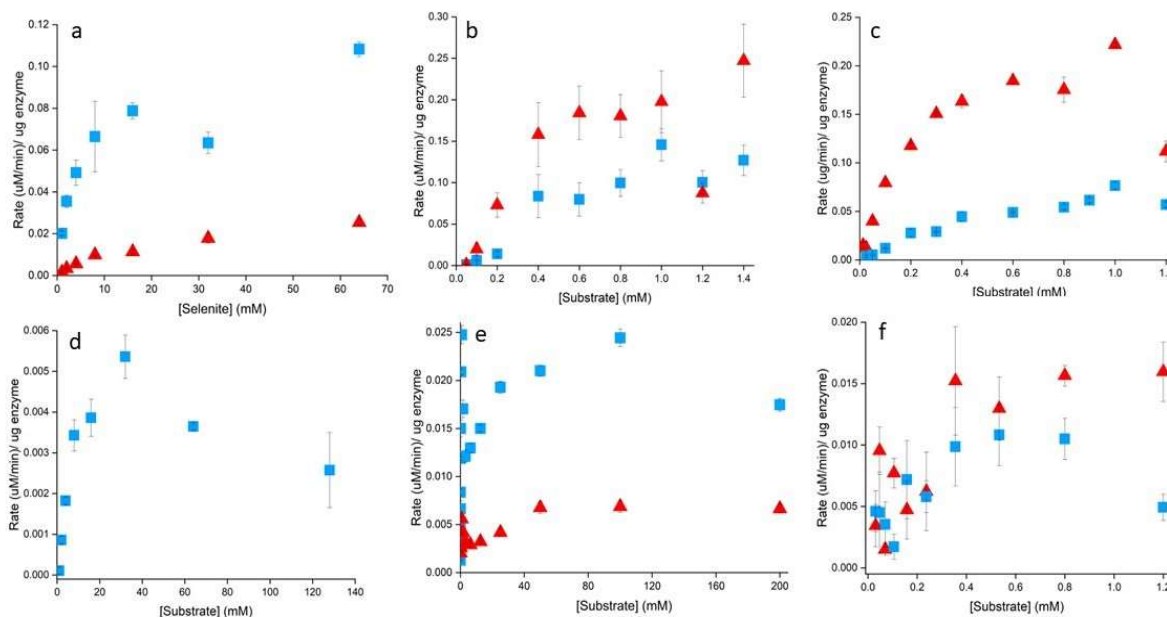 a
Rate (uM/min)/ ug enzyme)
0.12
0.10
0.08
0.06
0.04
0.02
0.00
0 10 20 30 40 50 60 70
[Selenite] (mM)
b
Rate (uM/min)/ ug enzyme)
0.30
0.25
0.20
0.15
0.10
0.05
0.00
0.0 0.2 0.4 0.6 0.8 1.0 1.2 1.4
[Substrate] (mM)
c
Rate (ug/min)/ ug enzyme)
0.25
0.20
0.15
0.10
0.05
0.00
0.0 0.2 0.4 0.6 0.8 1.0
[Substrate] (mM)
d
Rate (uM/min)/ ug enzyme)
0.006
0.005
0.004
0.003
0.002
0.001
0.000
0 20 40 60 80 100 120 140
[Substrate] (mM)
e
Rate (uM/min)/ ug enzyme)
0.025
0.020
0.015
0.010
0.005
0.000
0 40 80 120 160 200
[Substrate] (mM)
f
Rate (uM/min)/ ug enzyme)
0.020
0.015
0.010
0.005
0.000
0.0 0.2 0.4 0.6 0.8 1.0 1.2
[Substrate] (mM)